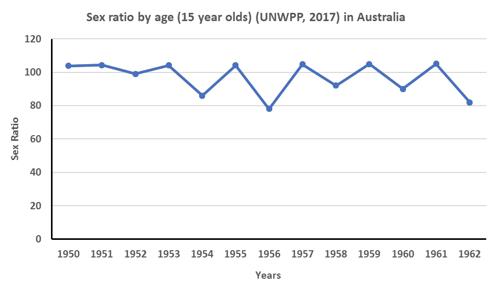 Sex ratio by age (15 year olds) (UNWPP, 2017) in Australia
120
100
80
60
40
20
0
Sex Ratio
1950 1951 1952 1953 1954 1955 1956 1957 1958 1959 1960 1961 1962
Years